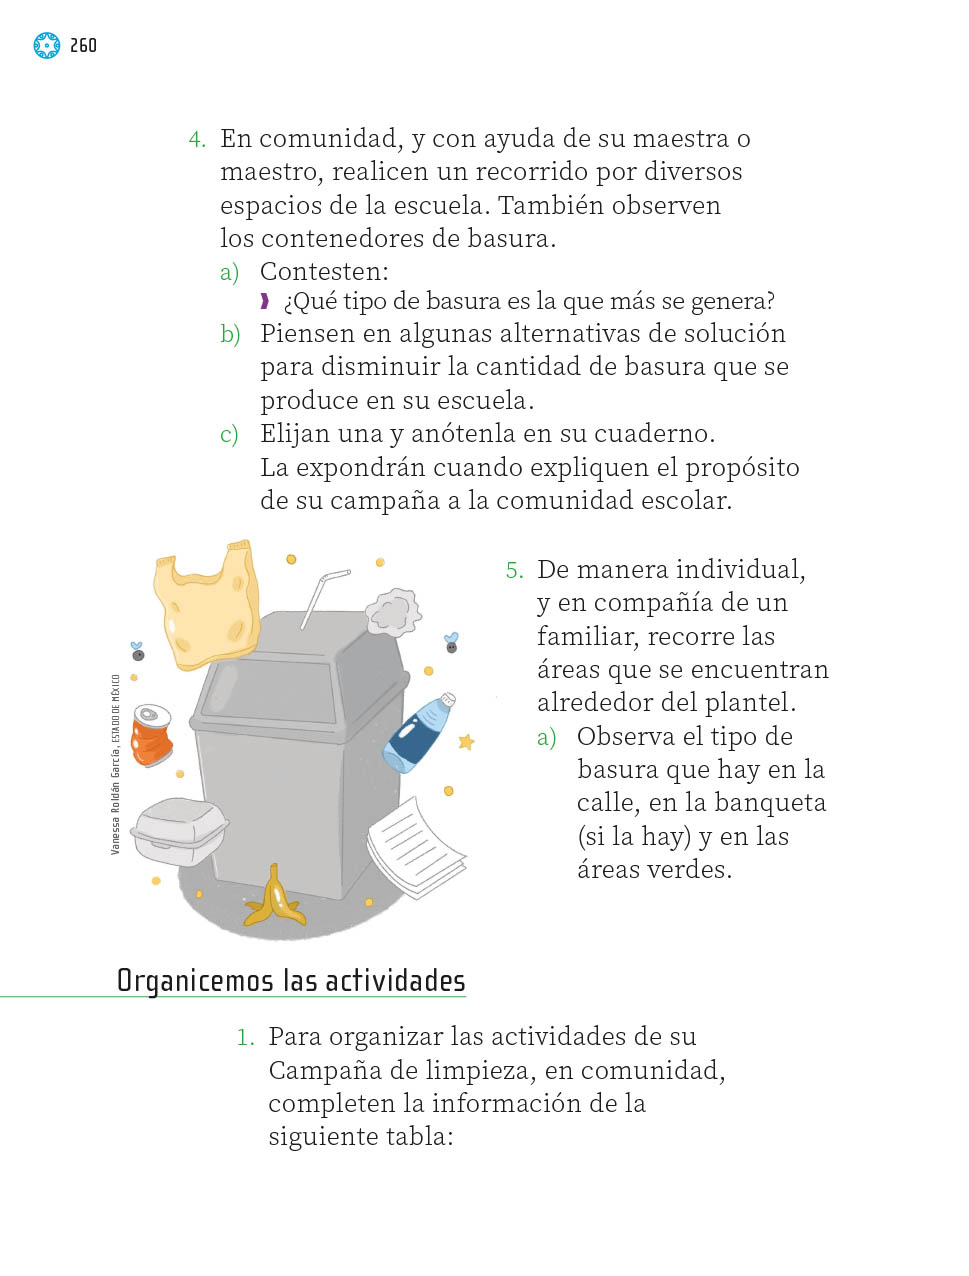 260
4. En comunidad, y con ayuda de su maestra o
maestro, realicen un recorrido por diversos
espacios de la escuela. También observen
los contenedores de basura.
a) Contesten:
¿Qué tipo de basura es la que más se genera?
b) Piensen en algunas alternativas de solución
para disminuir la cantidad de basura que se
produce en su escuela.
c) Elijan una y anótenla en su cuaderno.
La expondrán cuando expliquen el propósito
de su campaña a la comunidad escolar.
5. De manera individual,
y en compañía de un
familiar, recorre las
áreas que se encuentran
alrededor del plantel.
a) Observa el tipo de
basura que hay en la
calle, en la banqueta
(si la hay) y en las
áreas verdes.
Vanessa Roldán García, ESTADO DE MÉXICO
Organicemos las actividades
1. Para organizar las actividades de su
Campaña de limpieza, en comunidad,
completen la información de la
siguiente tabla: